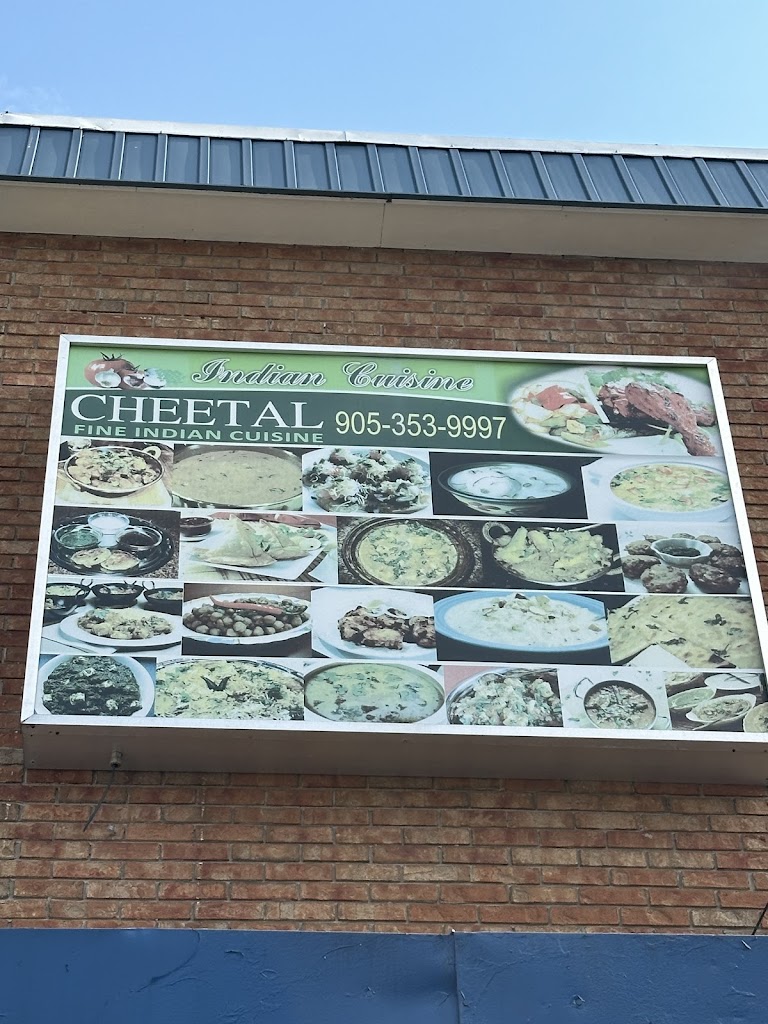 Indian Cuisine
CHEETAL 905-353-9997
FINE INDIAN CUISINE